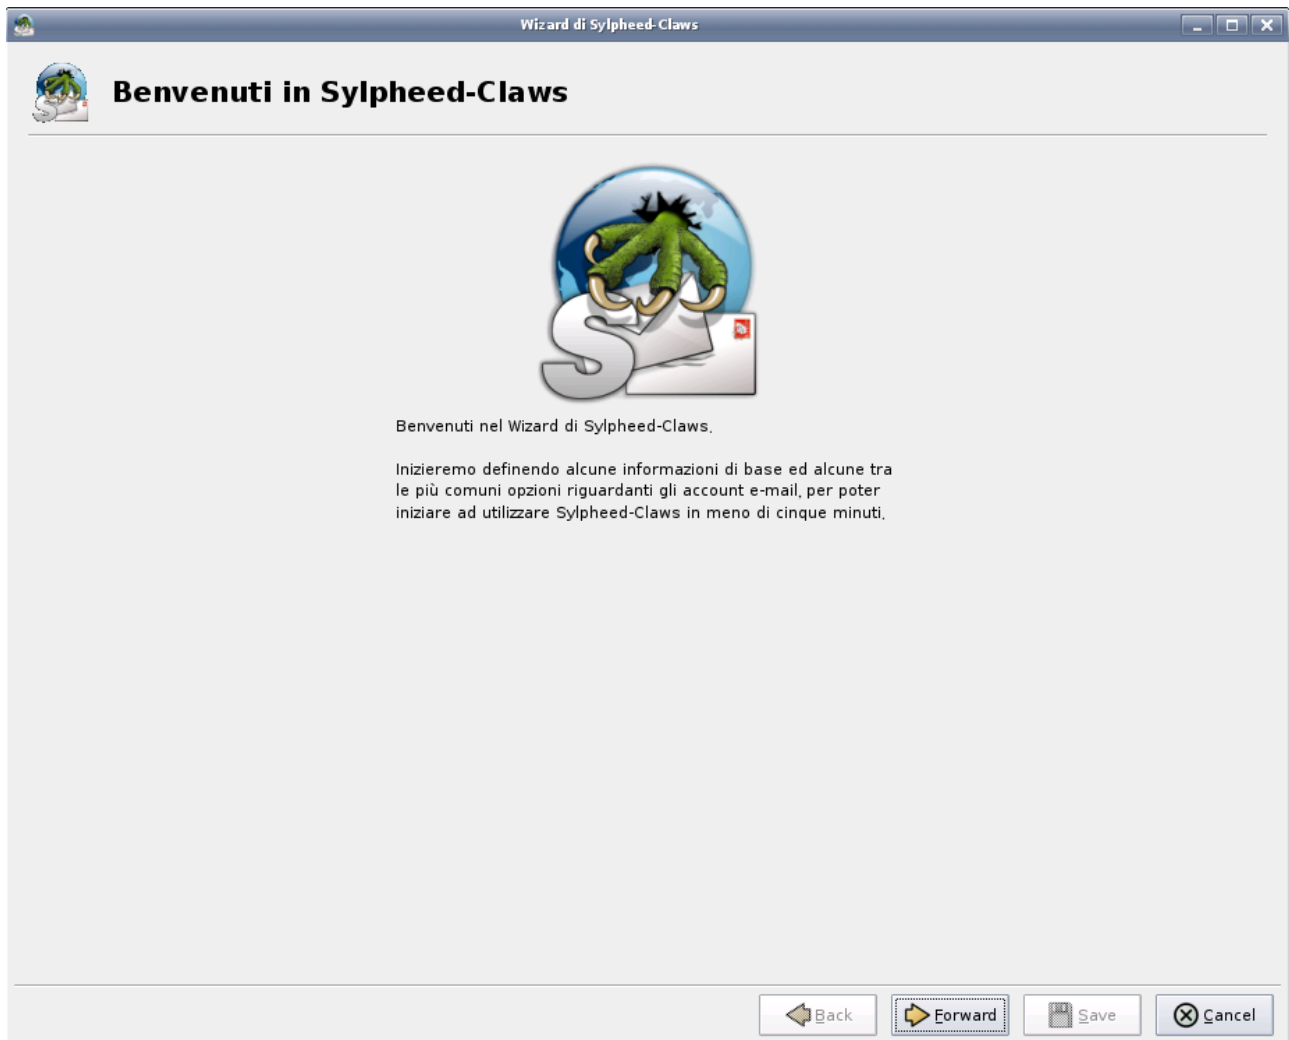 Wizard di Sylpheed-Claws
Benvenuti in Sylpheed-Claws
S
Benvenuti nel Wizard di Sylpheed-Claws.
Inizieremo definendo alcune informazioni di base ed alcune tra
le più comuni opzioni riguardanti gli account e-mail, per poter
iniziare ad utilizzare Sylpheed-Claws in meno di cinque minuti.
Back
Forward
Save
Cancel